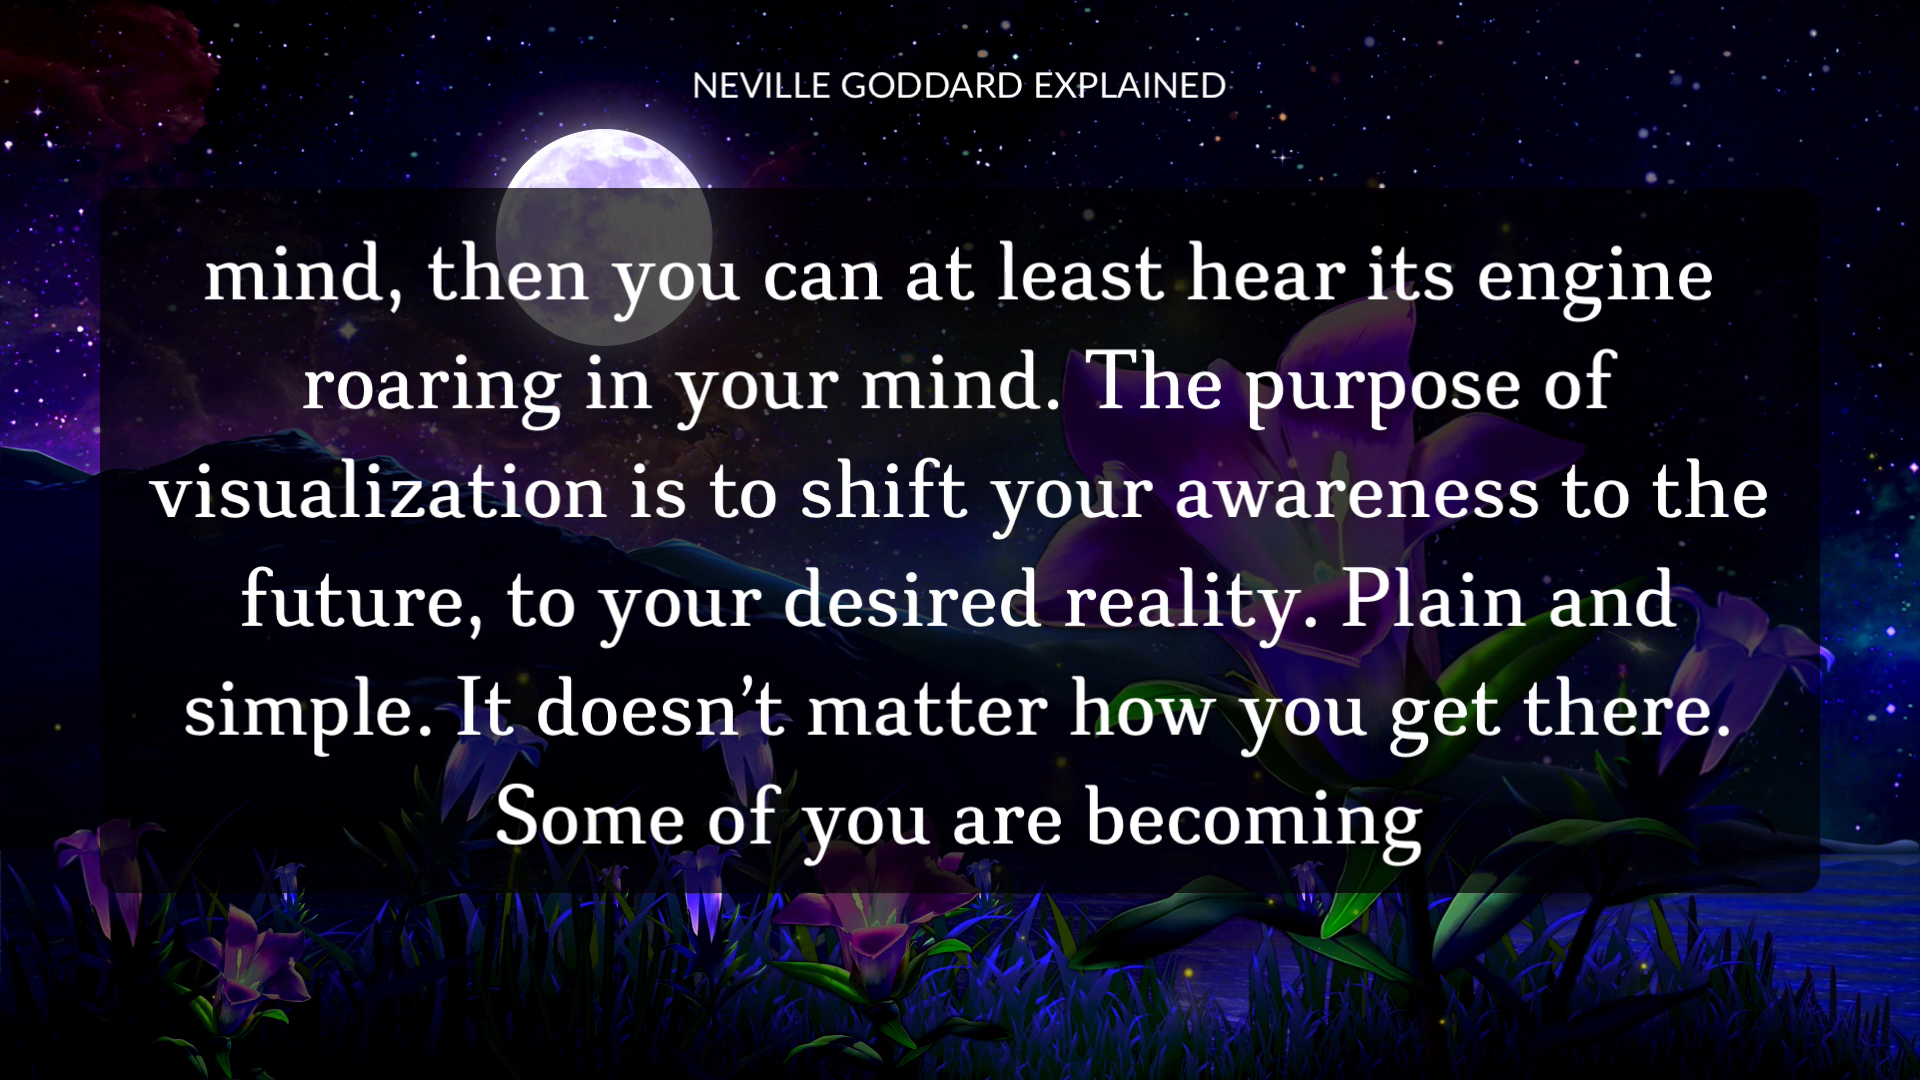 NEVILLE GODDARD EXPLAINED
mind, then you can at least hear its engine
roaring in your mind. The purpose of
visualization is to shift your awareness to the
future, to your desired reality. Plain and
simple. It doesn’t matter how you get there.
Some of you are becoming